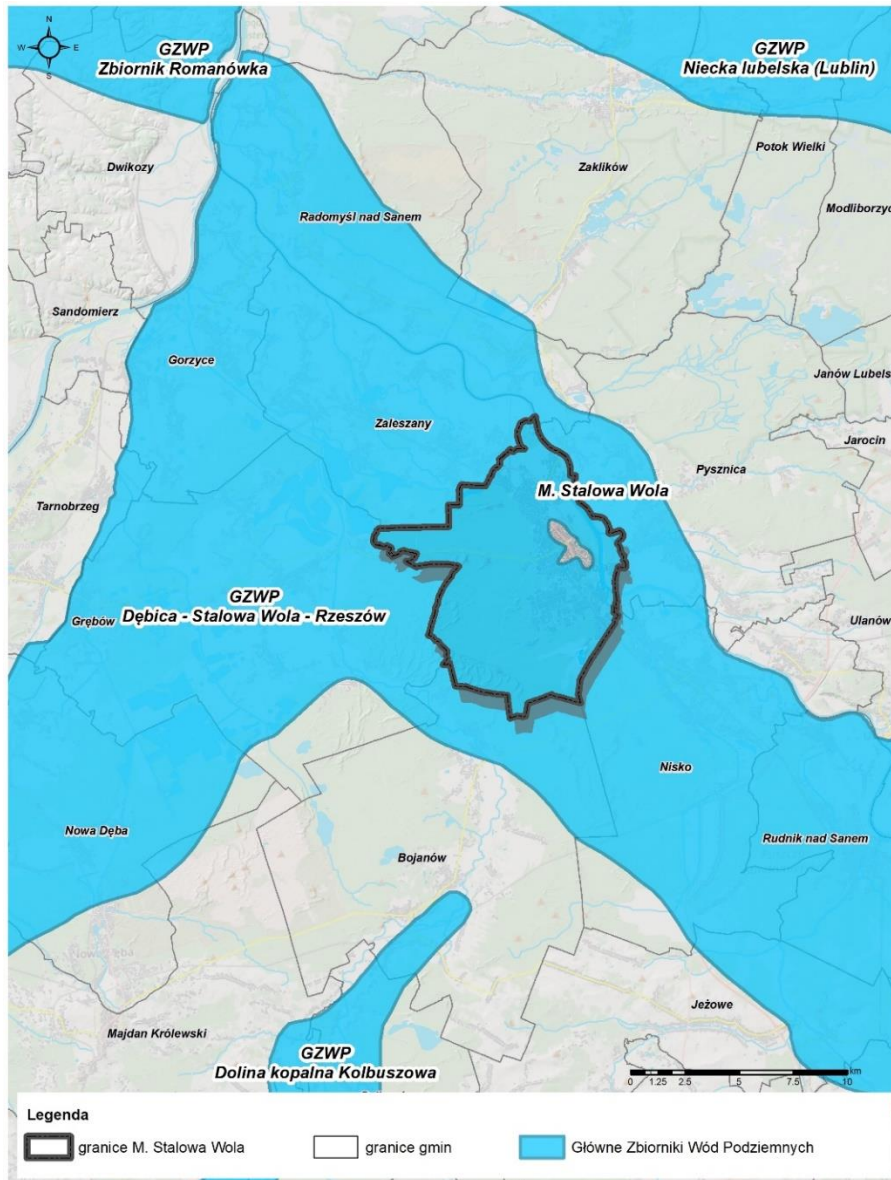 N
W E
S
GZWP
Zbiornik Romanówka
GZWP
Niecka lubelska (Lublin)
Dwikozy
Zaklików
Potok Wielki
Modliborzyc
Radomyśl nad Sanem
Sandomierz
Gorzyce
Janów Lubels
Zaleszany
Jarocin
Pysznica
M. Stalowa Wola
Tarnobrzeg
GZWP
Dębica - Stalowa Wola - Rzeszów
Grębów
Ulanów
Nisko
Nowa Dęba
Rudnik nad Sanem
Bojanów
Nowa Dęba
Jeżowe
Majdan Królewski
GZWP
Dolina kopalna Kolbuszowa
km
0 1.25 2.5 5 7.5 10
Legenda
granice M. Stalowa Wola
granice gmin
Główne Zbiorniki Wód Podziemnych